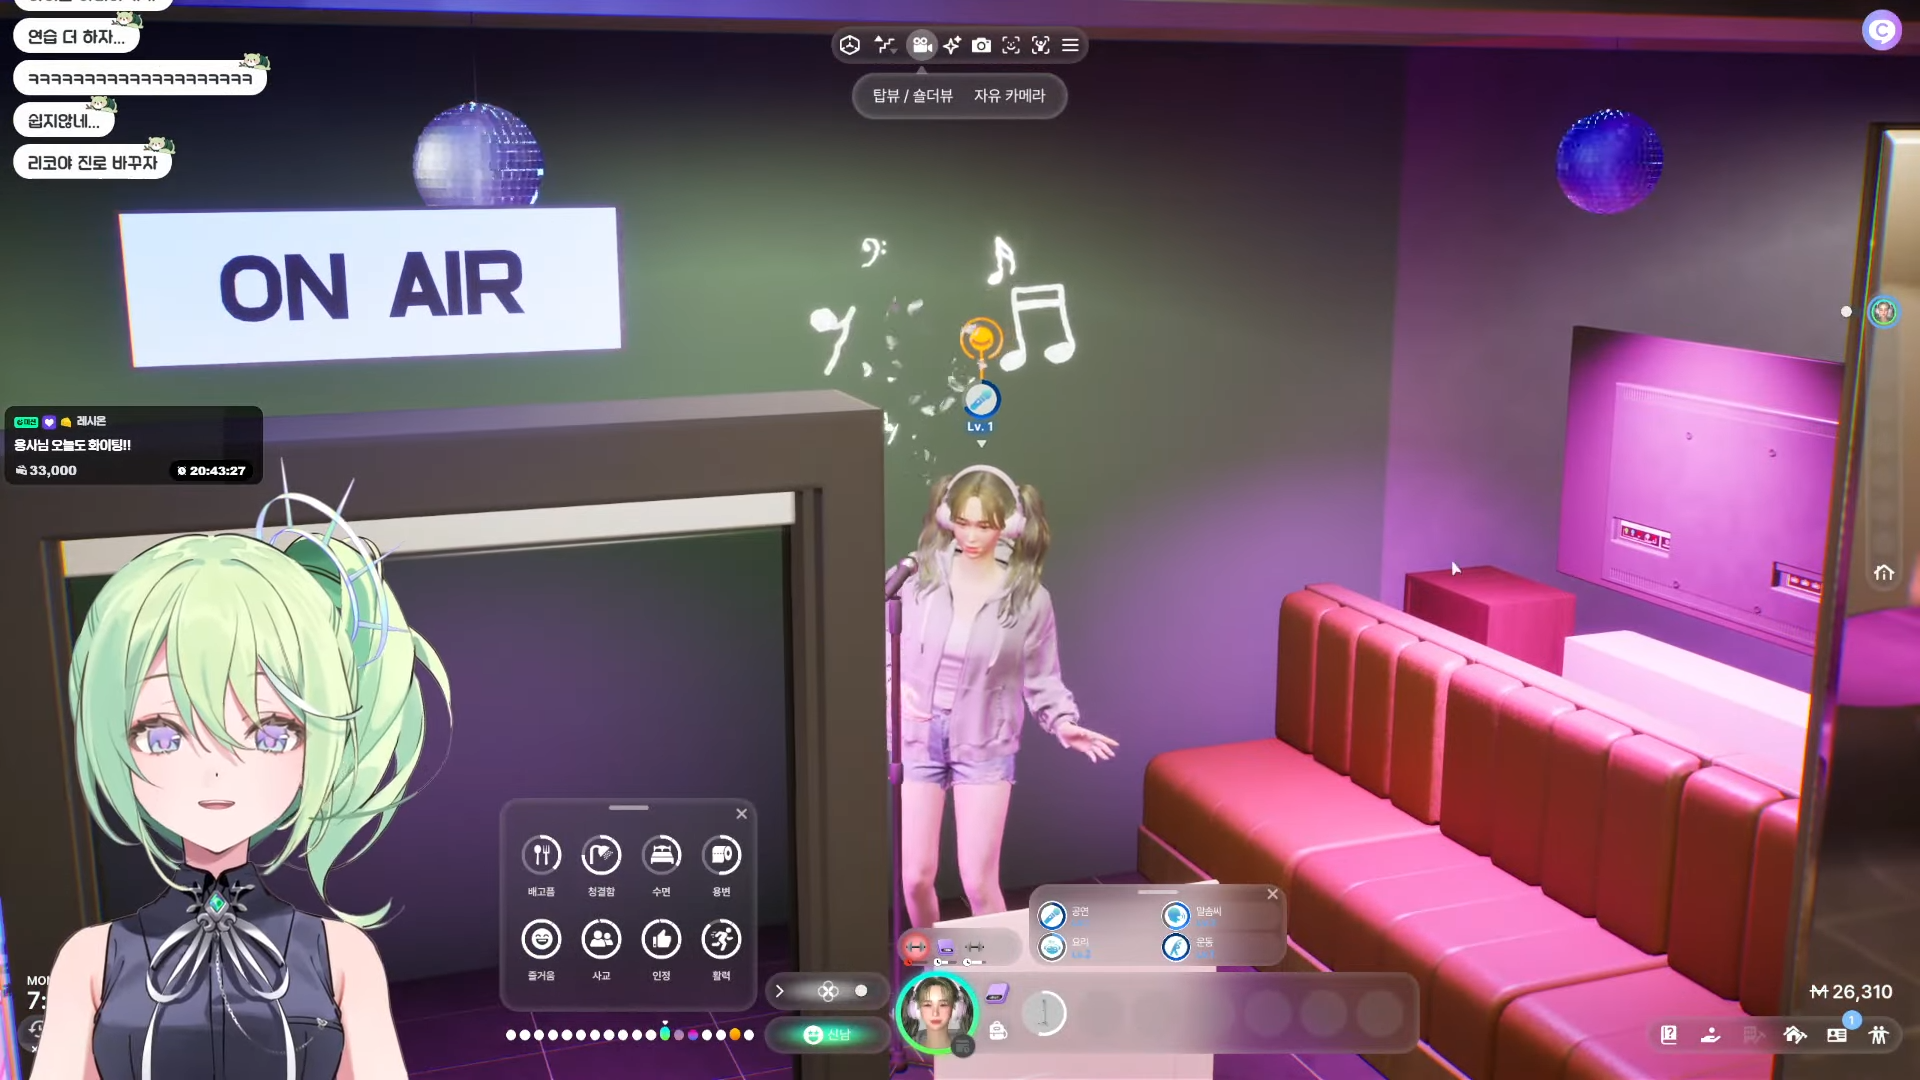 연습 더 하자...
ㅋㅋㅋㅋㅋㅋㅋㅋㅋㅋㅋㅋㅋㅋㅋㅋㅋㅋㅋ
쉽지않네...
리코야 진로 바꾸자
탑뷰 / 숄더뷰 자유 카메라
ON AIR
Lv. 1
레시온
용사님 오늘도 화이팅!!
33,000
20:43:27
배고픔 청결함 수면 용변
즐거움 사교 인정 활력
공연 말솜씨
요리 운동
Lv.2
신남
26,310
1